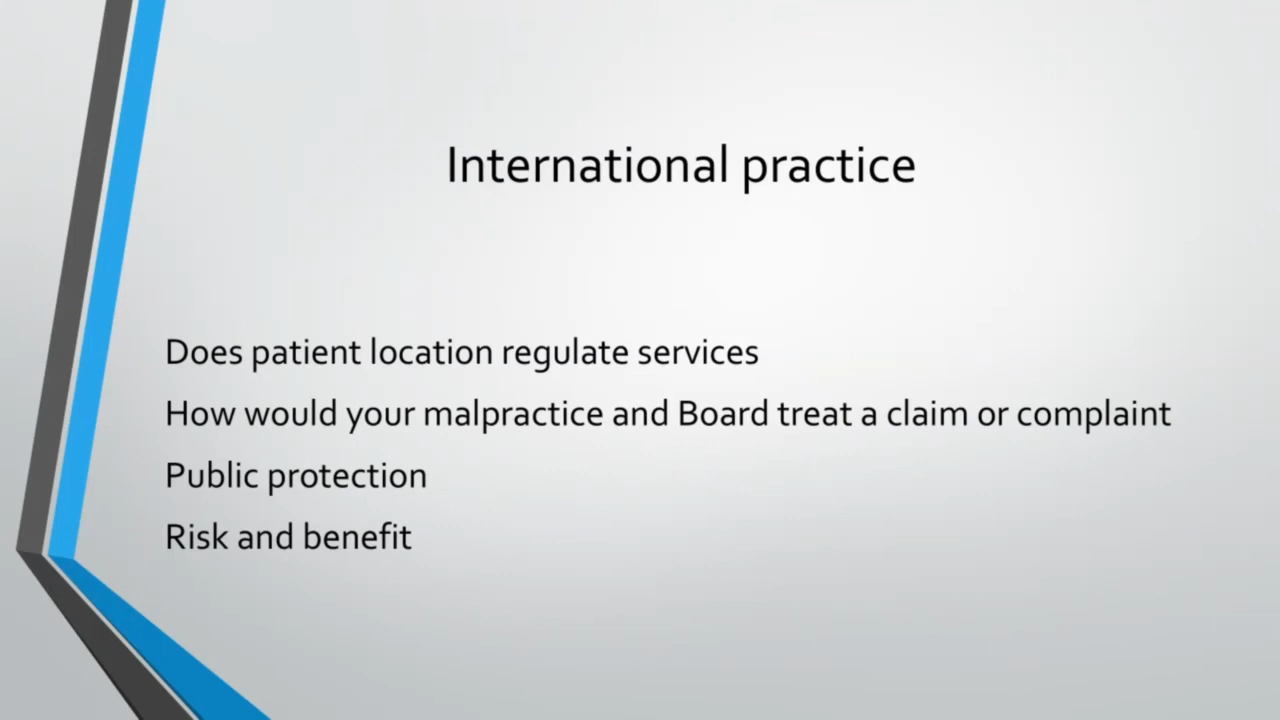 International practice
Does patient location regulate services
How would your malpractice and Board treat a claim or complaint
Public protection
Risk and benefit